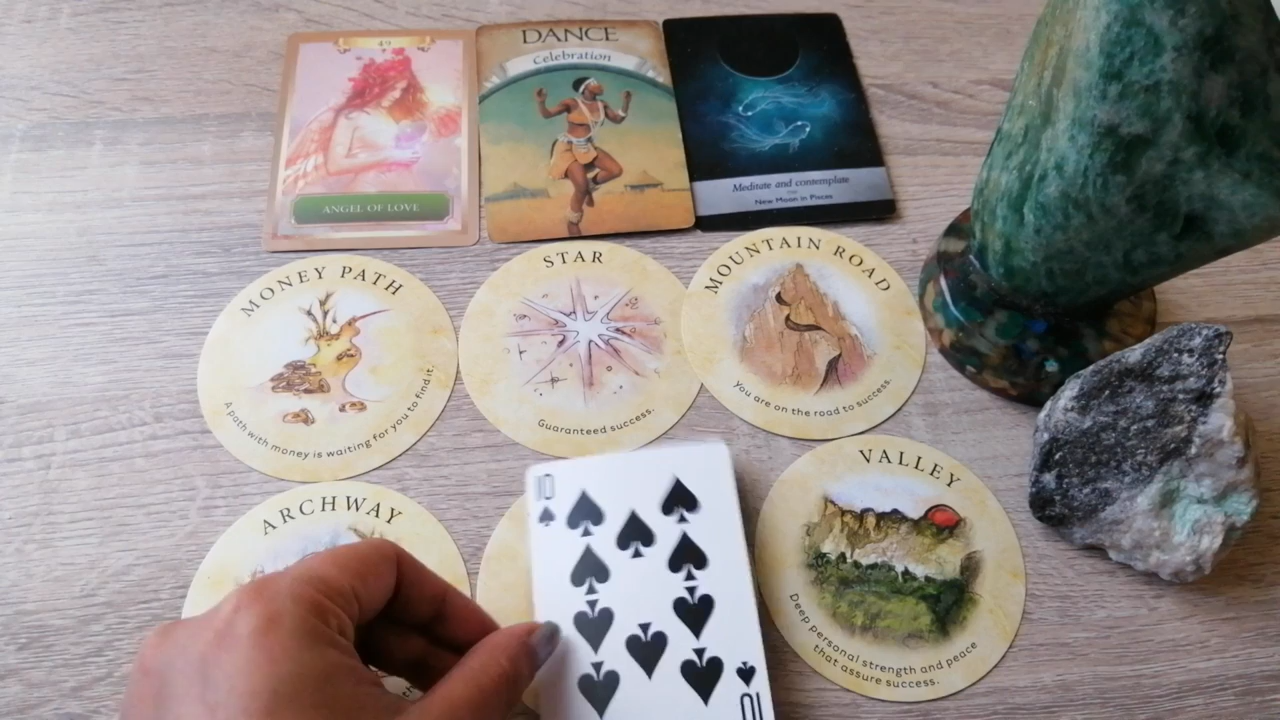 49
ANGEL OF LOVE
DANCE
Celebration
Meditate and contemplate
New Moon in Pisces
MONEY PATH
A path with money is waiting for you to find it.
STAR
Guaranteed success.
MOUNTAIN ROAD
You are on the road to success.
ARCHWAY
10
10
VALLEY
Deep personal strength and peace
that assure success.